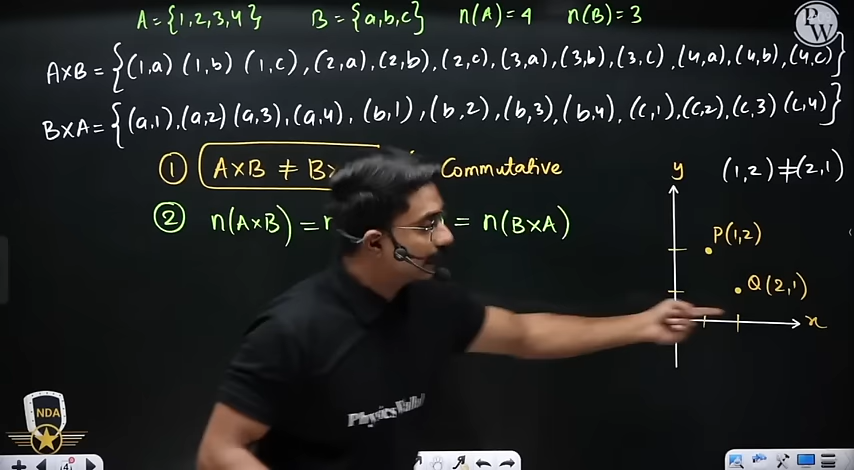 A = {1,2,3,4} B = {a,b,c} n(A) = 4 n(B) = 3
PW
A×B = {(1,a) (1,b) (1,c), (2,a), (2,b), (2,c), (3,a), (3,b), (3,c), (4,a), (4,b), (4,c)}
B×A = {(a,1), (a,2) (a,3), (a,4), (b,1), (b,2), (b,3), (b,4), (c,1), (c,2), (c,3) (c,4)}
① A×B ≠ B× Commutative
② n(A×B) = n = n(B×A)
y (1,2) ≠ (2,1)
P(1,2)
Q(2,1)
x
NDA